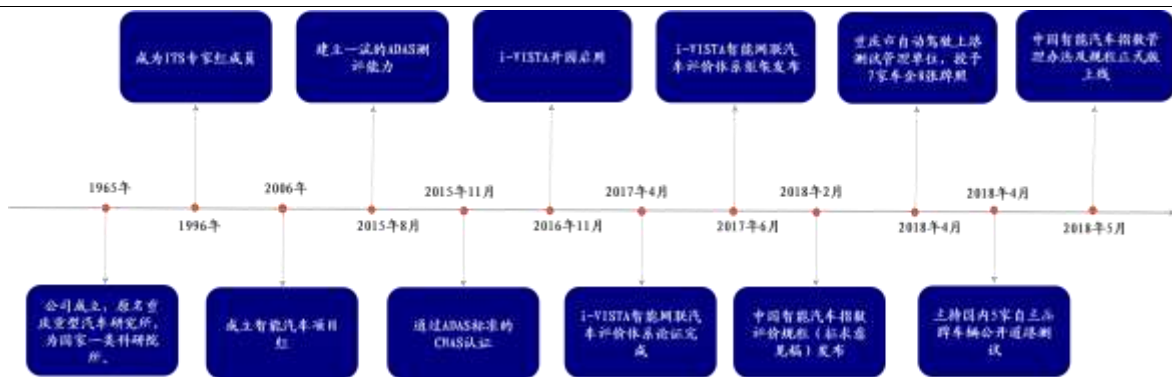 成为ITS专家组成员
建立一流的ADAS测
评能力
i-VISTA开园启用
i-VISTA智能网联汽
车评价体系框架发布
重庆市自动驾驶上路
测试管理单位，授予
7家车企8张牌照
中国智能汽车指数管
理办法及规程正式版
上线
1965年
2006年
2015年11月
2017年4月
2018年2月
2018年4月
1996年
2015年8月
2016年11月
2017年6月
2018年4月
2018年5月
公司成立，原名重
庆重型汽车研究所，
为国家一类科研院
所。
成立智能汽车项目
组
通过ADAS标准的
CNAS认证
i-VISTA智能网联汽
车评价体系论证完
成
中国智能汽车指数
评价规程（征求意
见稿）发布
主持国内5家自主品
牌车辆公开道路测
试